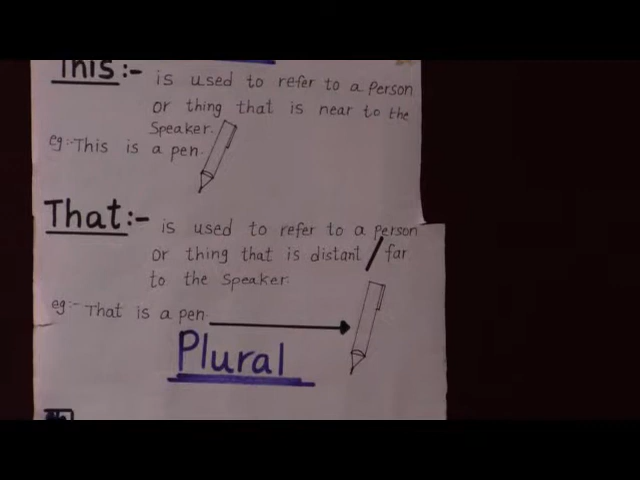 This:- is used to refer to a person
or thing that is near to the
Speaker.
eg:- This is a pen.
That:- is used to refer to a person
or thing that is distant / far
to the Speaker.
eg:- That is a pen.
Plural